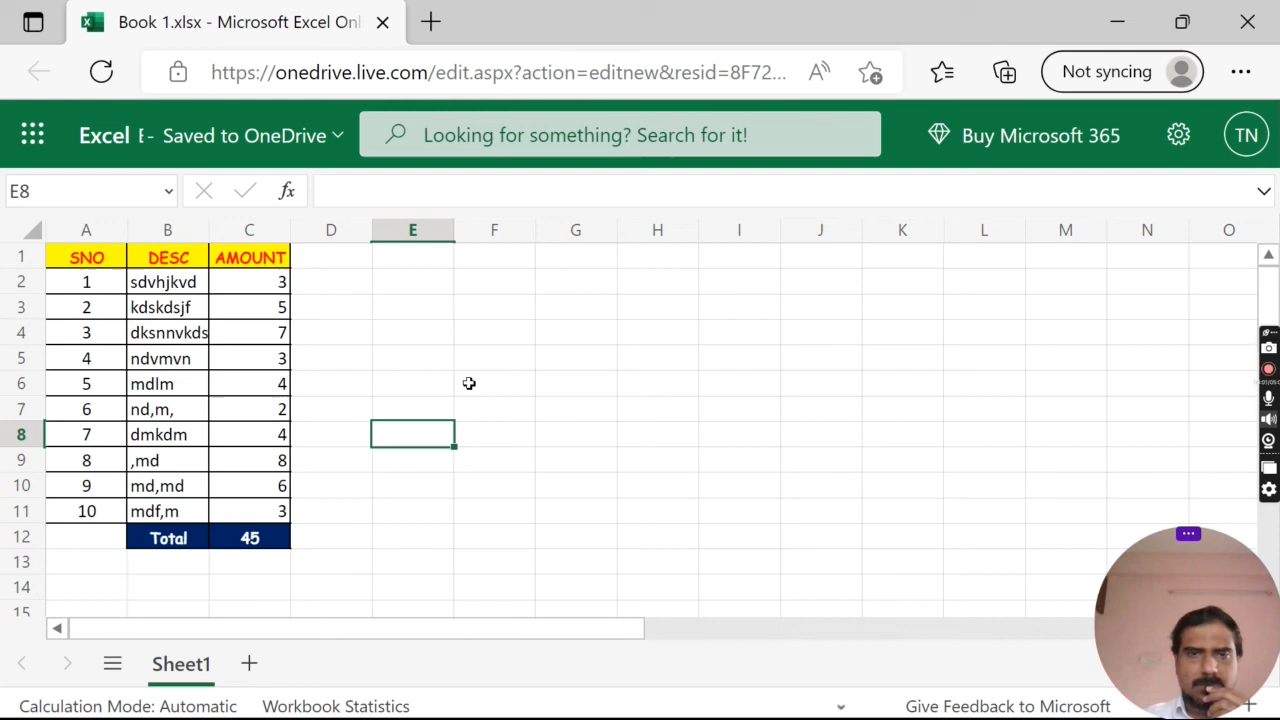 Book 1.xlsx - Microsoft Excel Onl
https://onedrive.live.com/edit.aspx?action=editnew&resid=8F72...
Not syncing
Excel
- Saved to OneDrive
Looking for something? Search for it!
Buy Microsoft 365
TN
E8
fx
A B C D E F G H I J K L M N O
1 SNO DESC AMOUNT
2 1 sdvhjkvd 3
3 2 kdskdsjf 5
4 3 dksnnvkds 7
5 4 ndvmvn 3
6 5 mdlm 4
7 6 nd,m, 2
8 7 dmkdm 4
9 8 ,md 8
10 9 md,md 6
11 10 mdf,m 3
12 Total 45
13
14
15
Sheet1
Calculation Mode: Automatic Workbook Statistics Give Feedback to Microsoft